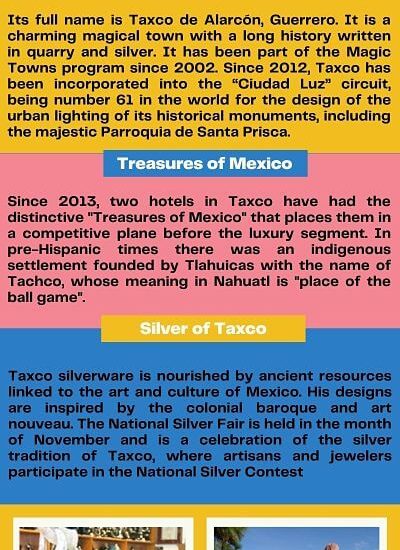 Its full name is Taxco de Alarcón, Guerrero. It is a
charming magical town with a long history written
in quarry and silver. It has been part of the Magic
Towns program since 2002. Since 2012, Taxco has
been incorporated into the “Ciudad Luz” circuit,
being number 61 in the world for the design of the
urban lighting of its historical monuments, including
the majestic Parroquia de Santa Prisca.
Treasures of Mexico
Since 2013, two hotels in Taxco have had the
distinctive "Treasures of Mexico" that places them in
a competitive plane before the luxury segment. In
pre-Hispanic times there was an indigenous
settlement founded by Tlahuicas with the name of
Tachco, whose meaning in Nahuatl is "place of the
ball game".
Silver of Taxco
Taxco silverware is nourished by ancient resources
linked to the art and culture of Mexico. His designs
are inspired by the colonial baroque and art
nouveau. The National Silver Fair is held in the month
of November and is a celebration of the silver
tradition of Taxco, where artisans and jewelers
participate in the National Silver Contest